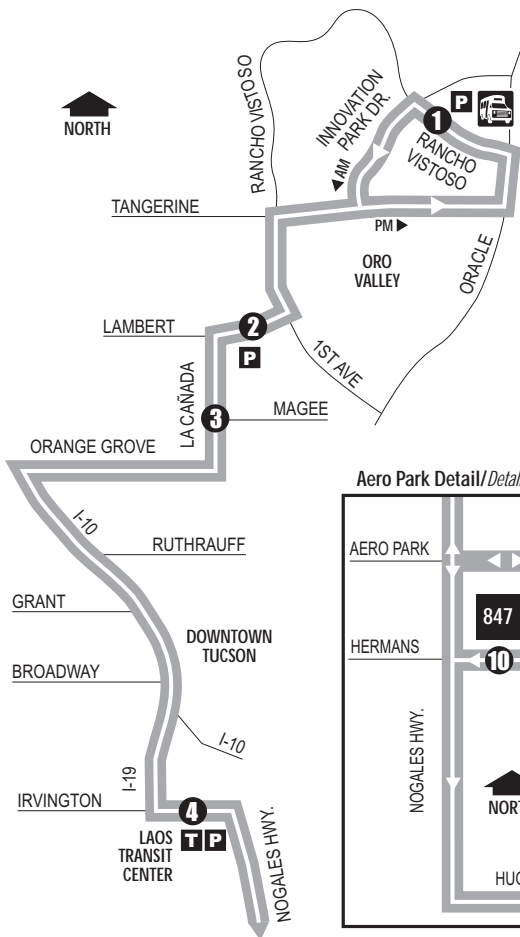 NORTH
RANCHO VISTOSO
INNOVATION
PARK DR.
1
P
RANCHO
VISTOSO
AM
TANGERINE
PM
ORO
VALLEY
ORACLE
LAMBERT
2
P
1ST AVE
LA CAÑADA
3
MAGEE
ORANGE GROVE
I-10
RUTHRAUFF
GRANT
DOWNTOWN
TUCSON
BROADWAY
I-10
I-19
IRVINGTON
4
LAOS
TRANSIT
CENTER
T P
NOGALES HWY.
Aero Park Detail/
AERO PARK
847
HERMANS
10
NOGALES HWY.